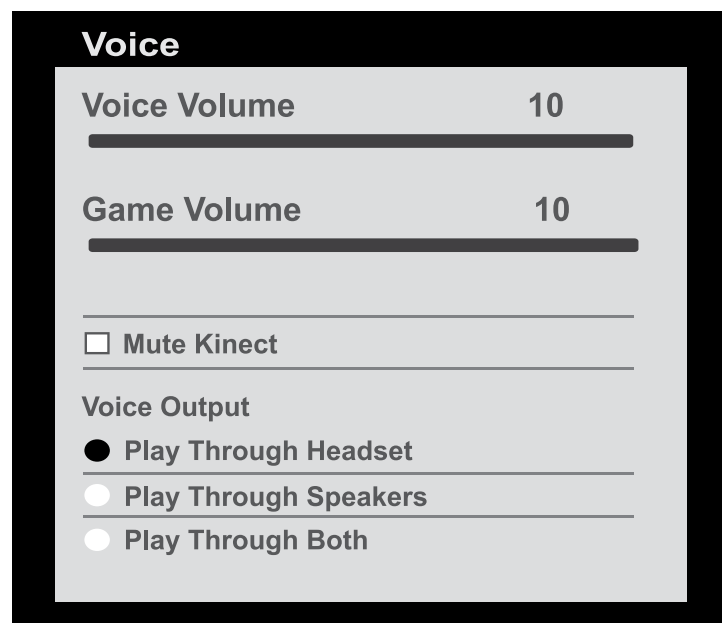 Voice
Voice Volume 10
Game Volume 10
Mute Kinect
Voice Output
Play Through Headset
Play Through Speakers
Play Through Both